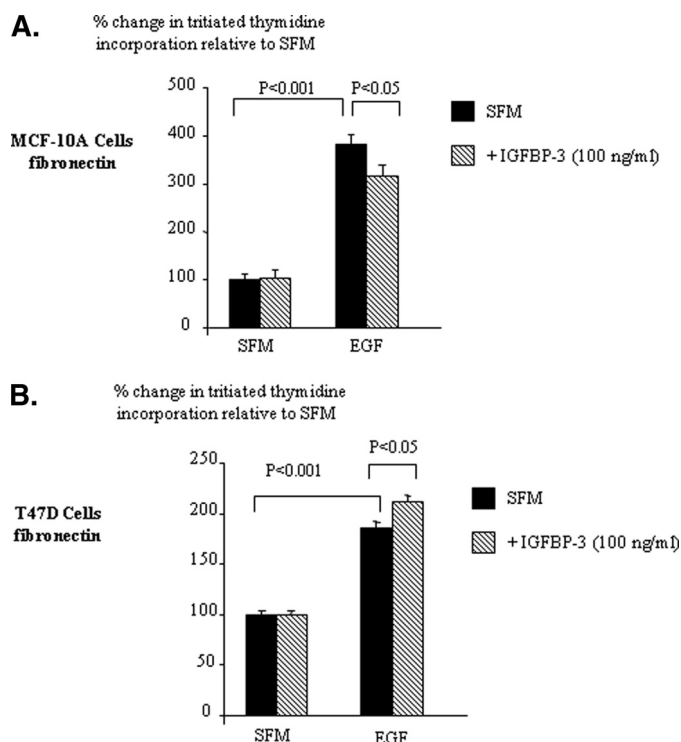 A.
% change in tritiated thymidine
incorporation relative to SFM
MCF-10A Cells
fibronectin
500
400
300
200
100
0
P<0.001
P<0.05
SFM
EGF
SFM
+ IGFBP-3 (100 ng/ml)
B.
% change in tritiated thymidine
incorporation relative to SFM
T47D Cells
fibronectin
250
200
150
100
50
0
P<0.001
P<0.05
SFM
EGF
SFM
+ IGFBP-3 (100 ng/ml)